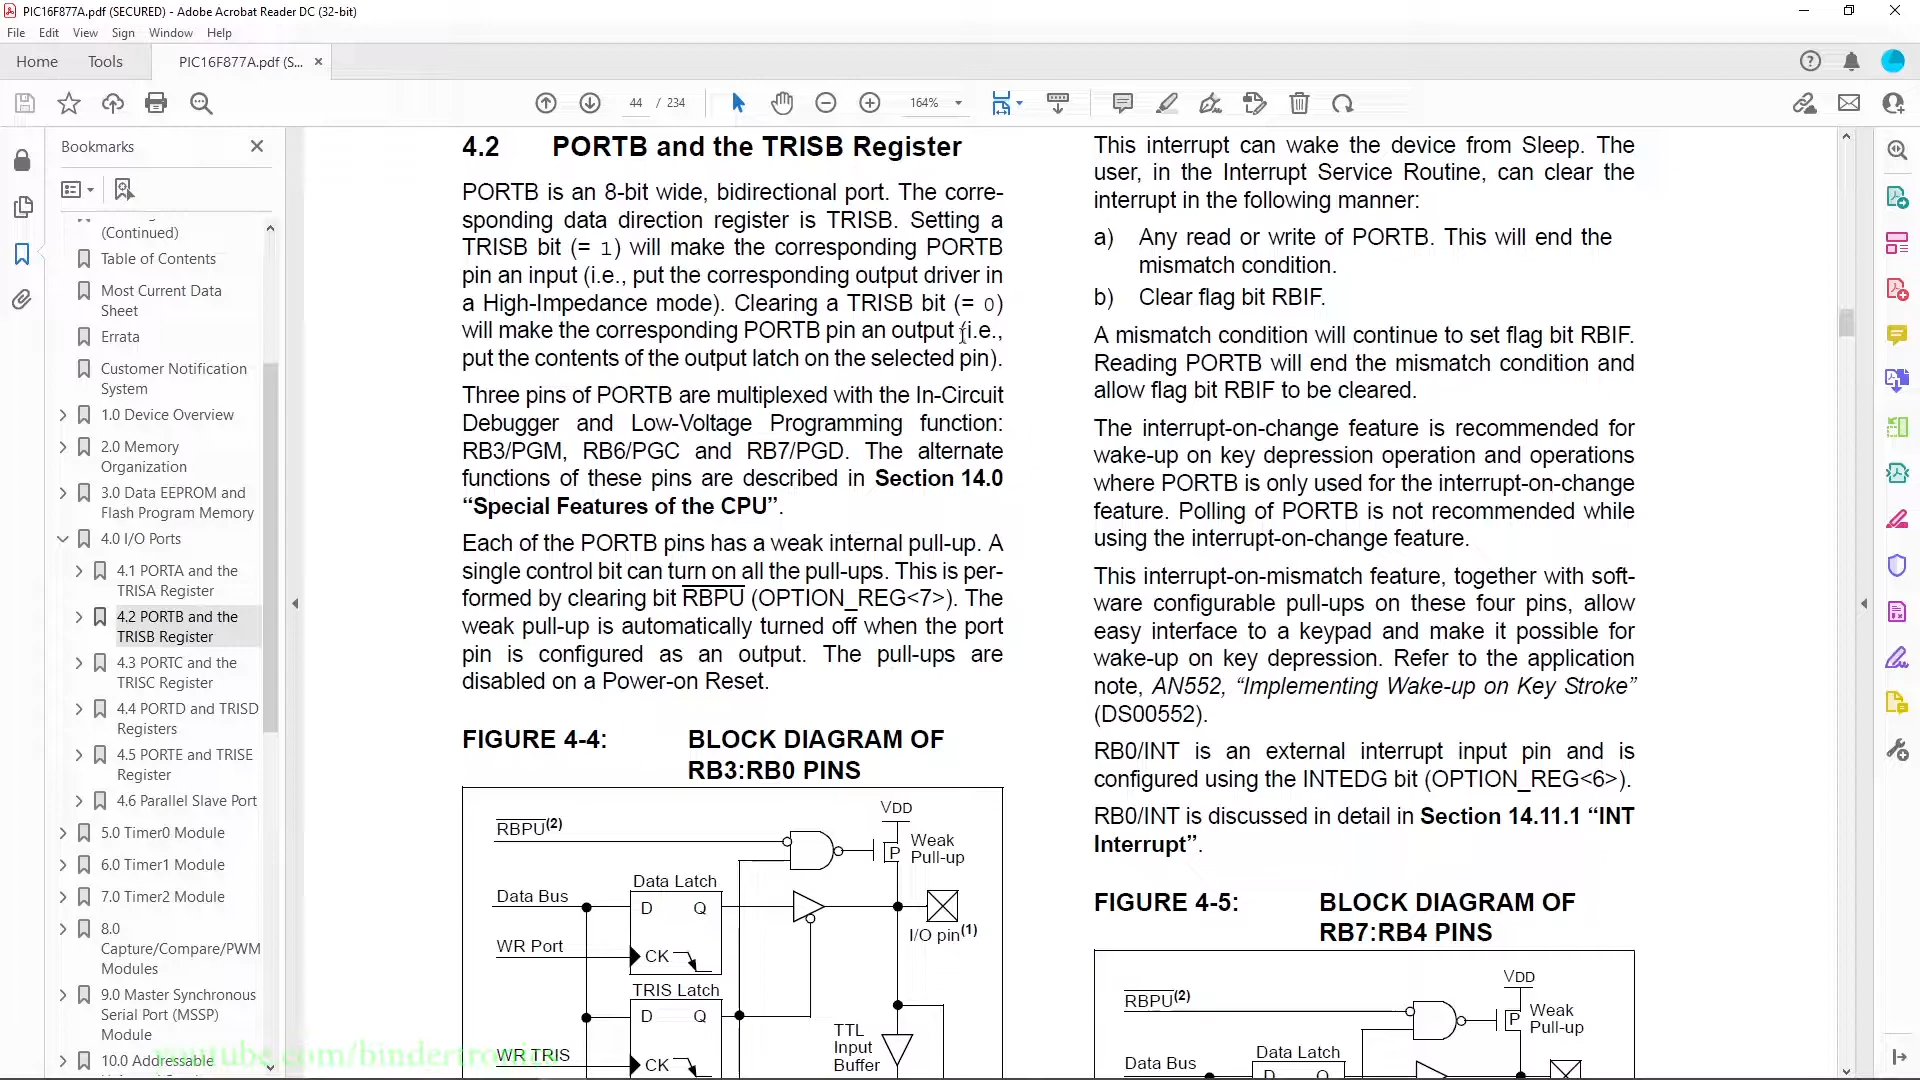 PIC16F877A.pdf (SECURED) - Adobe Acrobat Reader DC (32-bit)
File Edit View Sign Window Help
Home Tools PIC16F877A.pdf (S... ×
44 / 234 164%
Bookmarks
(Continued)
Table of Contents
Most Current Data
Sheet
Errata
Customer Notification
System
1.0 Device Overview
2.0 Memory
Organization
3.0 Data EEPROM and
Flash Program Memory
4.0 I/O Ports
4.1 PORTA and the
TRISA Register
4.2 PORTB and the
TRISB Register
4.3 PORTC and the
TRISC Register
4.4 PORTD and TRISD
Registers
4.5 PORTE and TRISE
Register
4.6 Parallel Slave Port
5.0 Timer0 Module
6.0 Timer1 Module
7.0 Timer2 Module
8.0
Capture/Compare/PWM
Modules
9.0 Master Synchronous
Serial Port (MSSP)
Module
10.0 Addressable
4.2 PORTB and the TRISB Register
PORTB is an 8-bit wide, bidirectional port. The corre-
sponding data direction register is TRISB. Setting a
TRISB bit (= 1) will make the corresponding PORTB
pin an input (i.e., put the corresponding output driver in
a High-Impedance mode). Clearing a TRISB bit (= 0)
will make the corresponding PORTB pin an output (i.e.,
put the contents of the output latch on the selected pin).
Three pins of PORTB are multiplexed with the In-Circuit
Debugger and Low-Voltage Programming function:
RB3/PGM, RB6/PGC and RB7/PGD. The alternate
functions of these pins are described in Section 14.0
“Special Features of the CPU”.
Each of the PORTB pins has a weak internal pull-up. A
single control bit can turn on all the pull-ups. This is per-
formed by clearing bit RBPU (OPTION_REG<7>). The
weak pull-up is automatically turned off when the port
pin is configured as an output. The pull-ups are
disabled on a Power-on Reset.
FIGURE 4-4: BLOCK DIAGRAM OF
RB3:RB0 PINS
VDD
RBPU(2)
Weak
P Pull-up
Data Latch
Data Bus
D Q
I/O pin(1)
WR Port
CK
TRIS Latch
D Q
TTL
Input
Buffer
WR TRIS
CK
This interrupt can wake the device from Sleep. The
user, in the Interrupt Service Routine, can clear the
interrupt in the following manner:
a) Any read or write of PORTB. This will end the
mismatch condition.
b) Clear flag bit RBIF.
A mismatch condition will continue to set flag bit RBIF.
Reading PORTB will end the mismatch condition and
allow flag bit RBIF to be cleared.
The interrupt-on-change feature is recommended for
wake-up on key depression operation and operations
where PORTB is only used for the interrupt-on-change
feature. Polling of PORTB is not recommended while
using the interrupt-on-change feature.
This interrupt-on-mismatch feature, together with soft-
ware configurable pull-ups on these four pins, allow
easy interface to a keypad and make it possible for
wake-up on key depression. Refer to the application
note, AN552, “Implementing Wake-up on Key Stroke”
(DS00552).
RB0/INT is an external interrupt input pin and is
configured using the INTEDG bit (OPTION_REG<6>).
RB0/INT is discussed in detail in Section 14.11.1 “INT
Interrupt”.
FIGURE 4-5: BLOCK DIAGRAM OF
RB7:RB4 PINS
VDD
RBPU(2)
Weak
P Pull-up
Data Latch
Data Bus
D Q
youtube.com/bindertronics